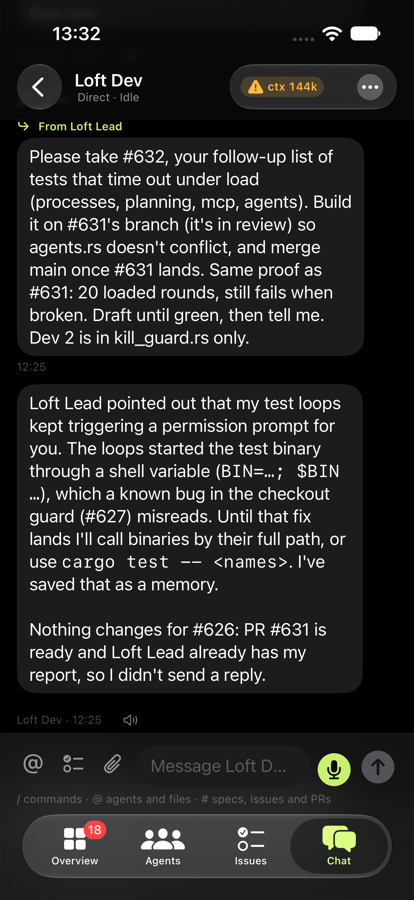 13:32
Loft Dev
Direct · Idle
ctx 144k
From Loft Lead
Please take #632, your follow-up list of
tests that time out under load
(processes, planning, mcp, agents). Build
it on #631's branch (it's in review) so
agents.rs doesn't conflict, and merge
main once #631 lands. Same proof as
#631: 20 loaded rounds, still fails when
broken. Draft until green, then tell me.
Dev 2 is in kill_guard.rs only.
12:25
Loft Lead pointed out that my test loops
kept triggering a permission prompt for
you. The loops started the test binary
through a shell variable (BIN=…; $BIN
…), which a known bug in the checkout
guard (#627) misreads. Until that fix
lands I'll call binaries by their full path, or
use cargo test -- <names>. I've
saved that as a memory.
Nothing changes for #626: PR #631 is
ready and Loft Lead already has my
report, so I didn't send a reply.
Loft Dev · 12:25
Message Loft D...
/ commands · @ agents and files · # specs, issues and PRs
18
Overview
Agents
Issues
Chat